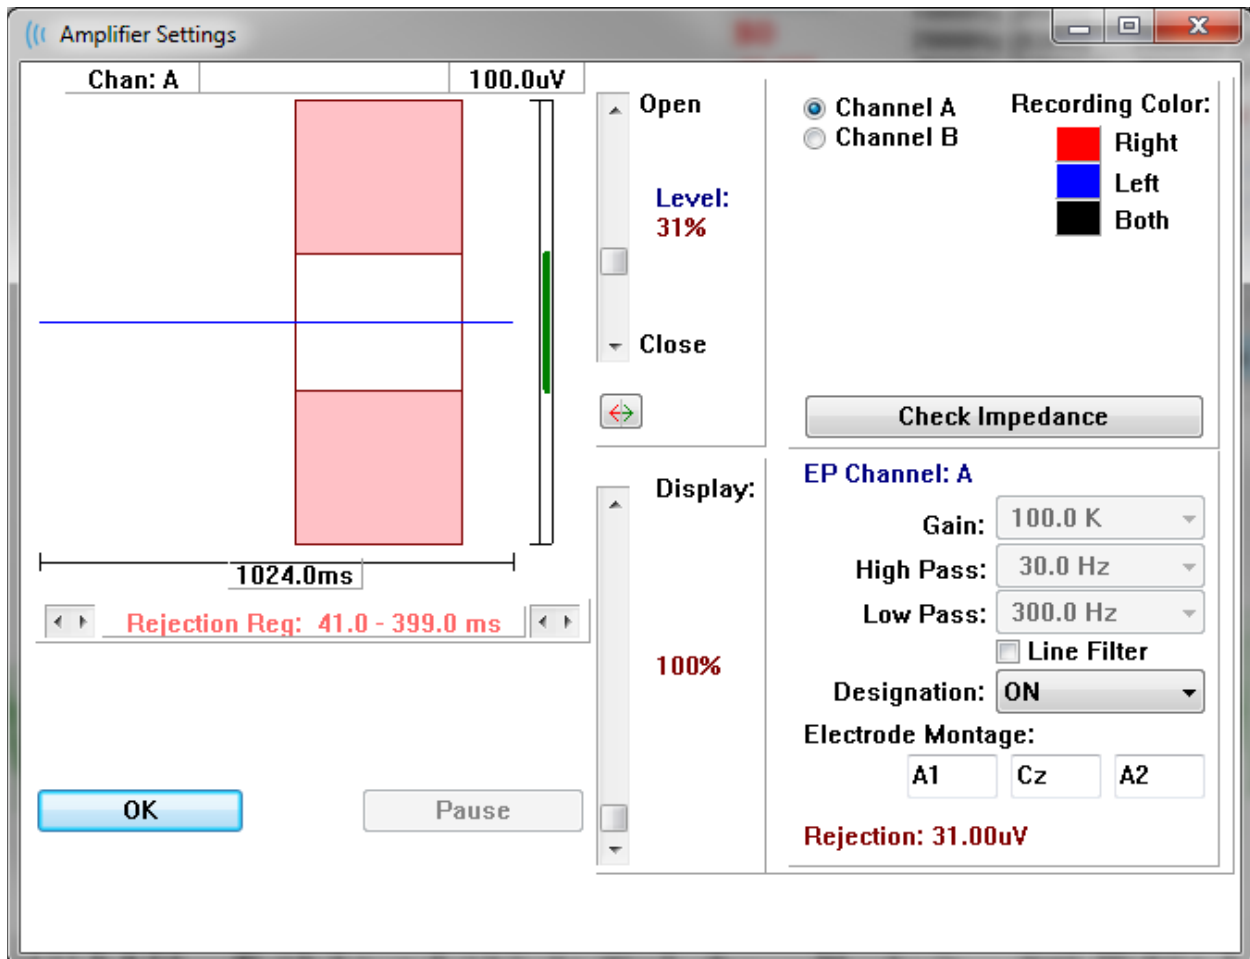 Amplifier Settings
Chan: A
100.0uV
1024.0ms
Rejection Reg: 41.0 - 399.0 ms
OK
Pause
Open
Level:
31%
Close
Display:
100%
Channel A
Channel B
Recording Color:
Right
Left
Both
Check Impedance
EP Channel: A
Gain: 100.0 K
High Pass: 30.0 Hz
Low Pass: 300.0 Hz
Line Filter
Designation: ON
Electrode Montage:
A1 Cz A2
Rejection: 31.00uV